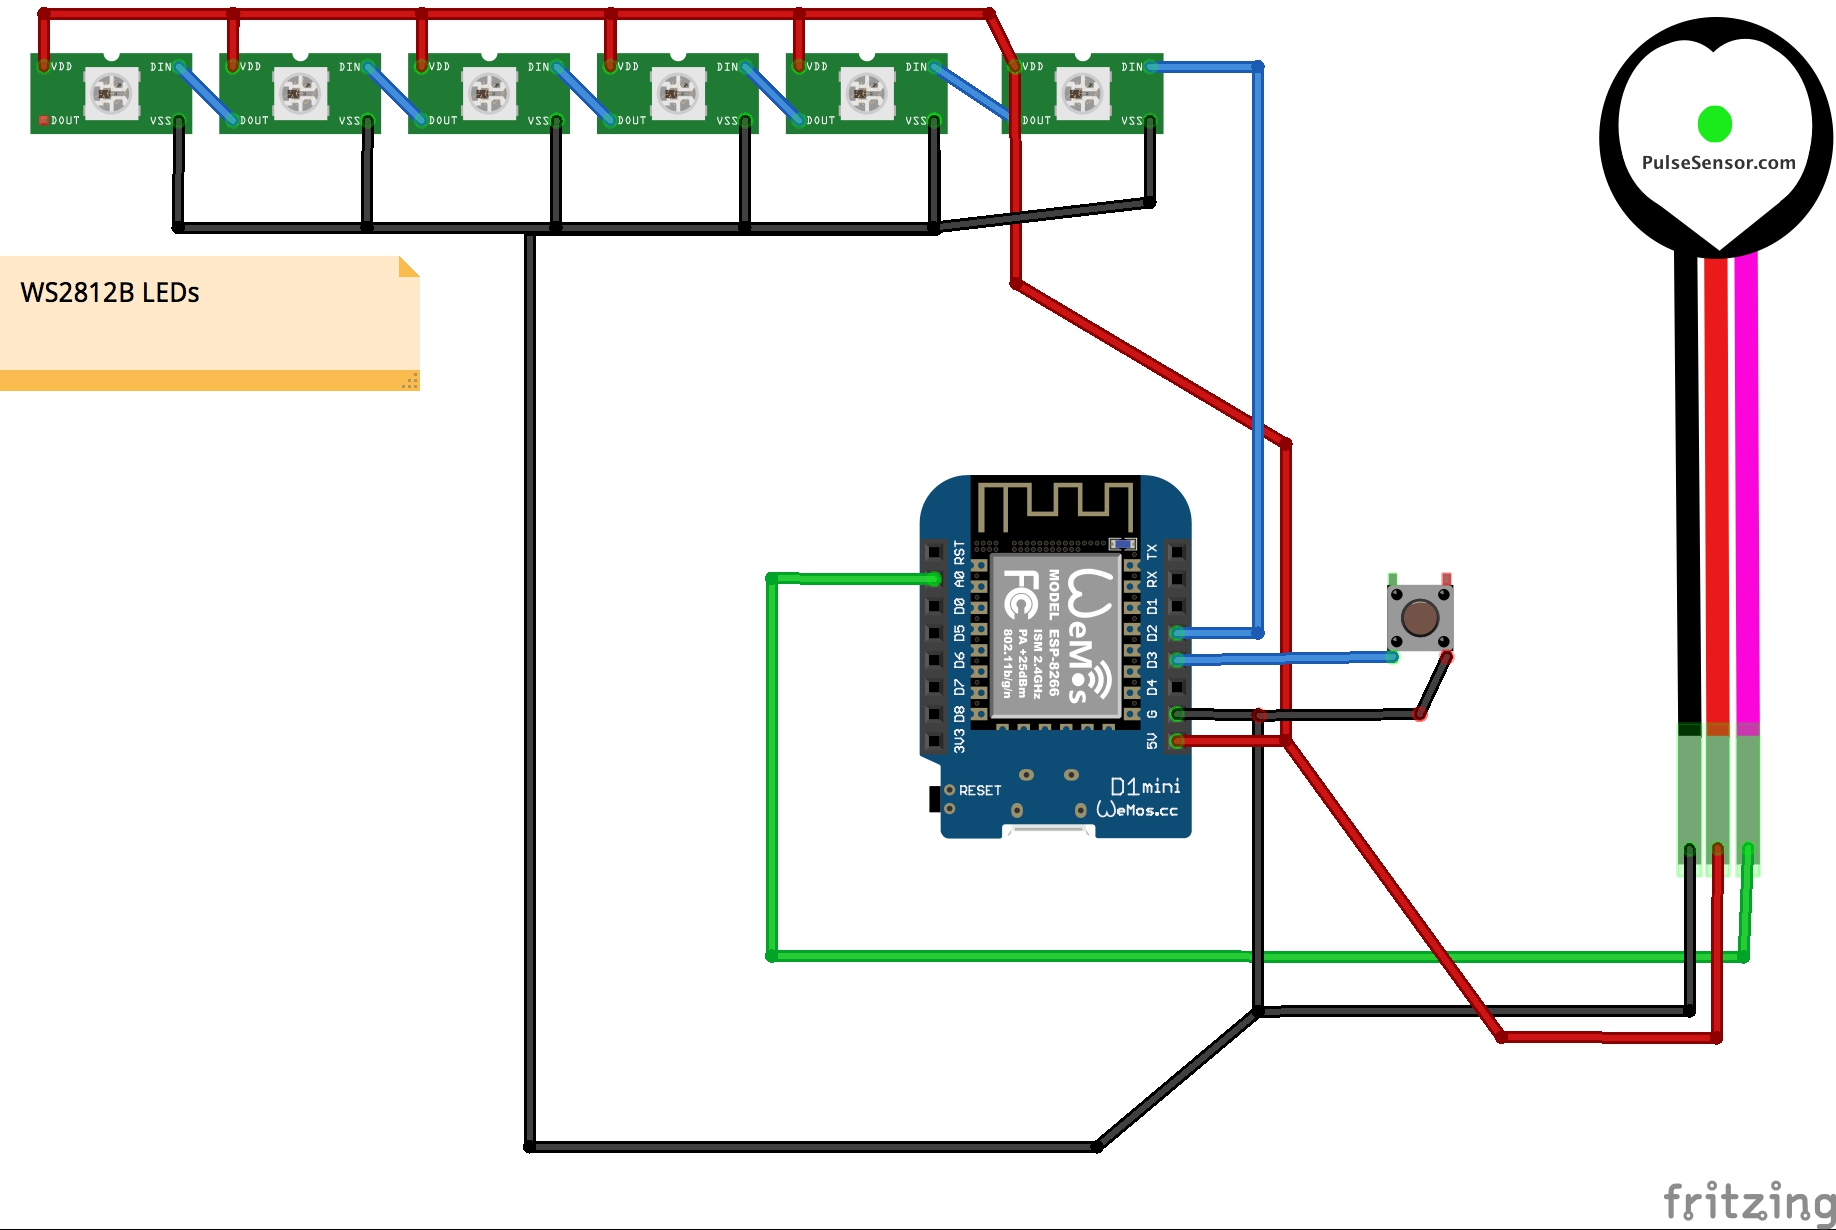 VDD DIN VDD DIN VDD DIN VDD DIN VDD DIN VDD DIN
DOUT VSS DOUT VSS DOUT VSS DOUT VSS DOUT VSS DOUT VSS
WS2812B LEDs
PulseSensor.com
RST
A0
D0
D5
D6
D7
D8
3V3
TX
RX
D1
D2
D3
D4
G
5V
WeMos
MODEL ESP-8266
ISM 2.4GHz
PA +25dBm
802.11b/g/n
FC
RESET
D1mini
WeMos.cc
fritzing